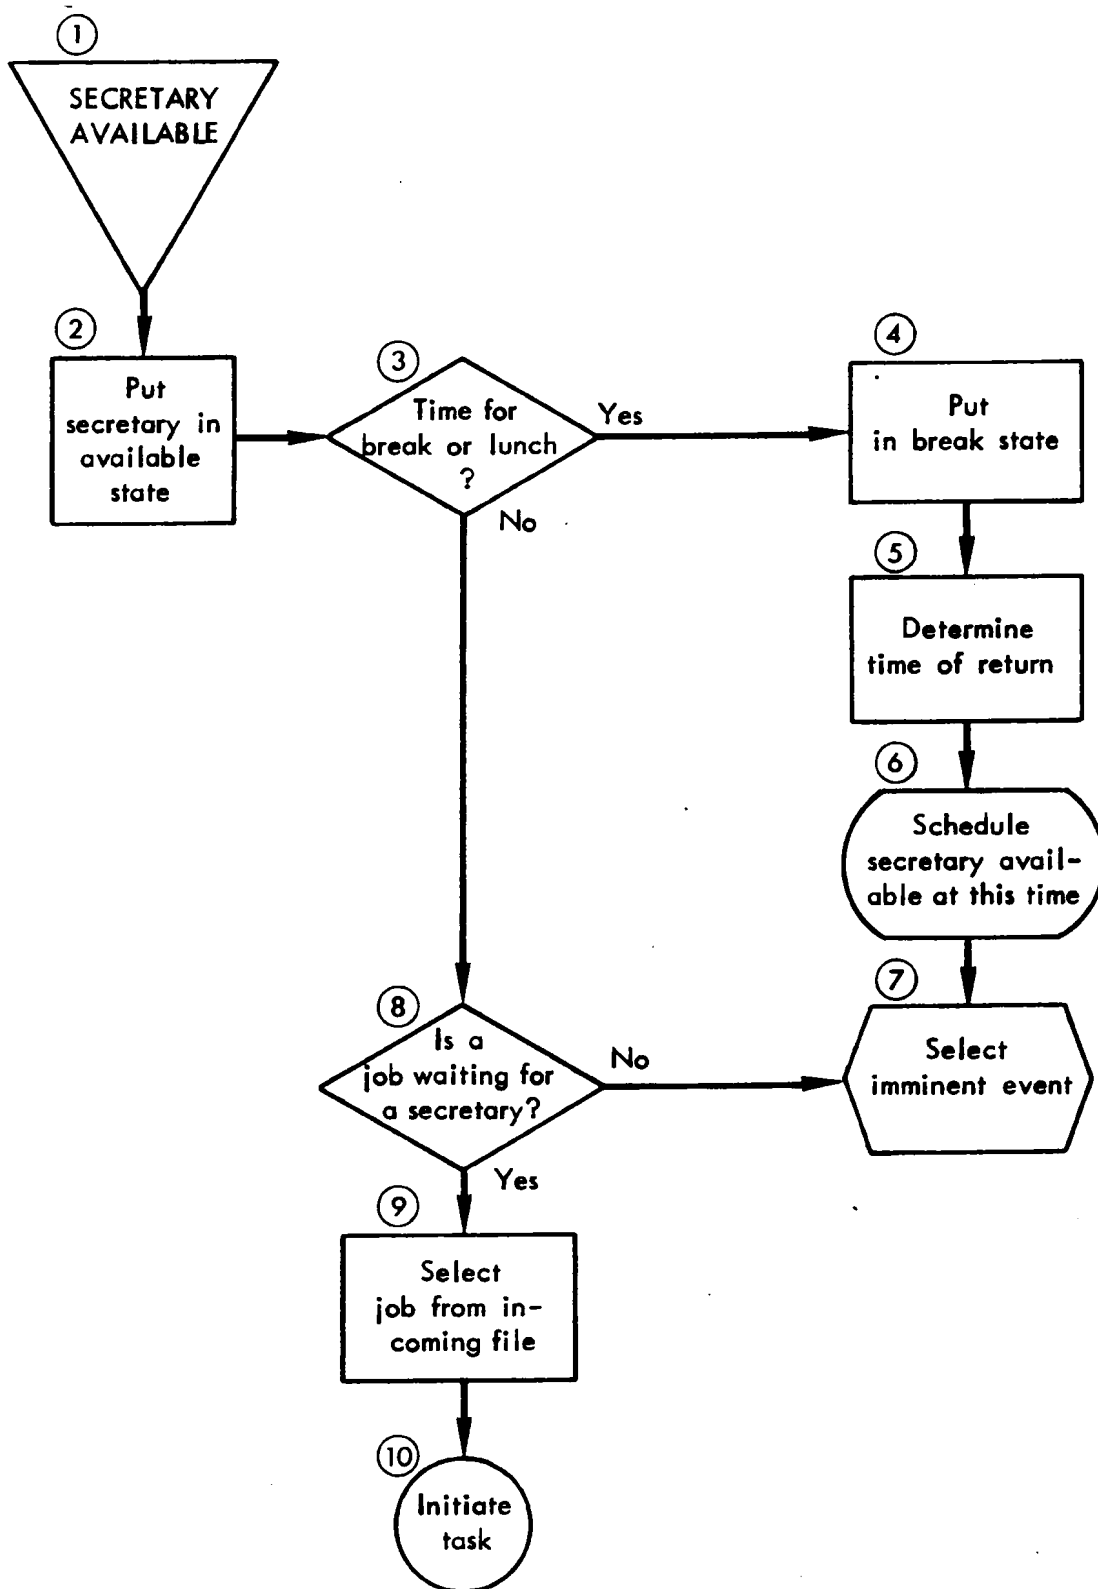 1
SECRETARY
AVAILABLE
2
Put
secretary in
available
state
3
Time for
break or lunch
?
Yes
No
4
Put
in break state
5
Determine
time of return
6
Schedule
secretary avail-
able at this time
7
Select
imminent event
8
Is a
job waiting for
a secretary?
No
Yes
9
Select
job from in-
coming file
10
Initiate
task